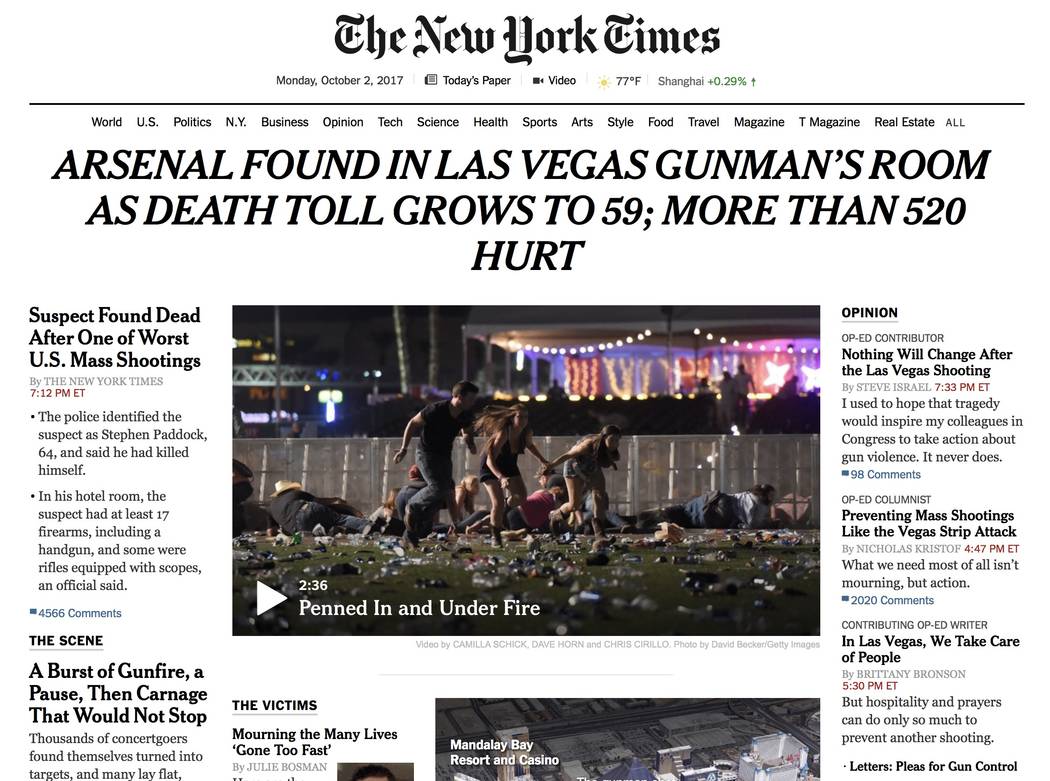 The New York Times
Monday, October 2, 2017
Today's Paper
Video
77°F
Shanghai +0.29% ↑
World U.S. Politics N.Y. Business Opinion Tech Science Health Sports Arts Style Food Travel Magazine T Magazine Real Estate ALL
ARSENAL FOUND IN LAS VEGAS GUNMAN'S ROOM
AS DEATH TOLL GROWS TO 59; MORE THAN 520
HURT
Suspect Found Dead
After One of Worst
U.S. Mass Shootings
By THE NEW YORK TIMES
7:12 PM ET
• The police identified the
suspect as Stephen Paddock,
64, and said he had killed
himself.
• In his hotel room, the
suspect had at least 17
firearms, including a
handgun, and some were
rifles equipped with scopes,
an official said.
4566 Comments
THE SCENE
A Burst of Gunfire, a
Pause, Then Carnage
That Would Not Stop
Thousands of concertgoers
found themselves turned into
targets, and many lay flat,
2:36
Penned In and Under Fire
Video by CAMILLA SCHICK, DAVE HORN and CHRIS CIRILLO. Photo by David Becker/Getty Images
THE VICTIMS
Mourning the Many Lives
'Gone Too Fast'
By JULIE BOSMAN
Mandalay Bay
Resort and Casino
OPINION
OP-ED CONTRIBUTOR
Nothing Will Change After
the Las Vegas Shooting
By STEVE ISRAEL 7:33 PM ET
I used to hope that tragedy
would inspire my colleagues in
Congress to take action about
gun violence. It never does.
98 Comments
OP-ED COLUMNIST
Preventing Mass Shootings
Like the Vegas Strip Attack
By NICHOLAS KRISTOF 4:47 PM ET
What we need most of all isn't
mourning, but action.
2020 Comments
CONTRIBUTING OP-ED WRITER
In Las Vegas, We Take Care
of People
By BRITTANY BRONSON
5:30 PM ET
But hospitality and prayers
can do only so much to
prevent another shooting.
· Letters: Pleas for Gun Control